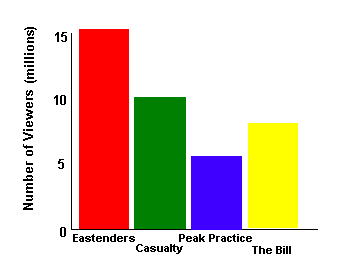 Number of Viewers (millions)
15
10
5
0
Eastenders
Casualty
Peak Practice
The Bill